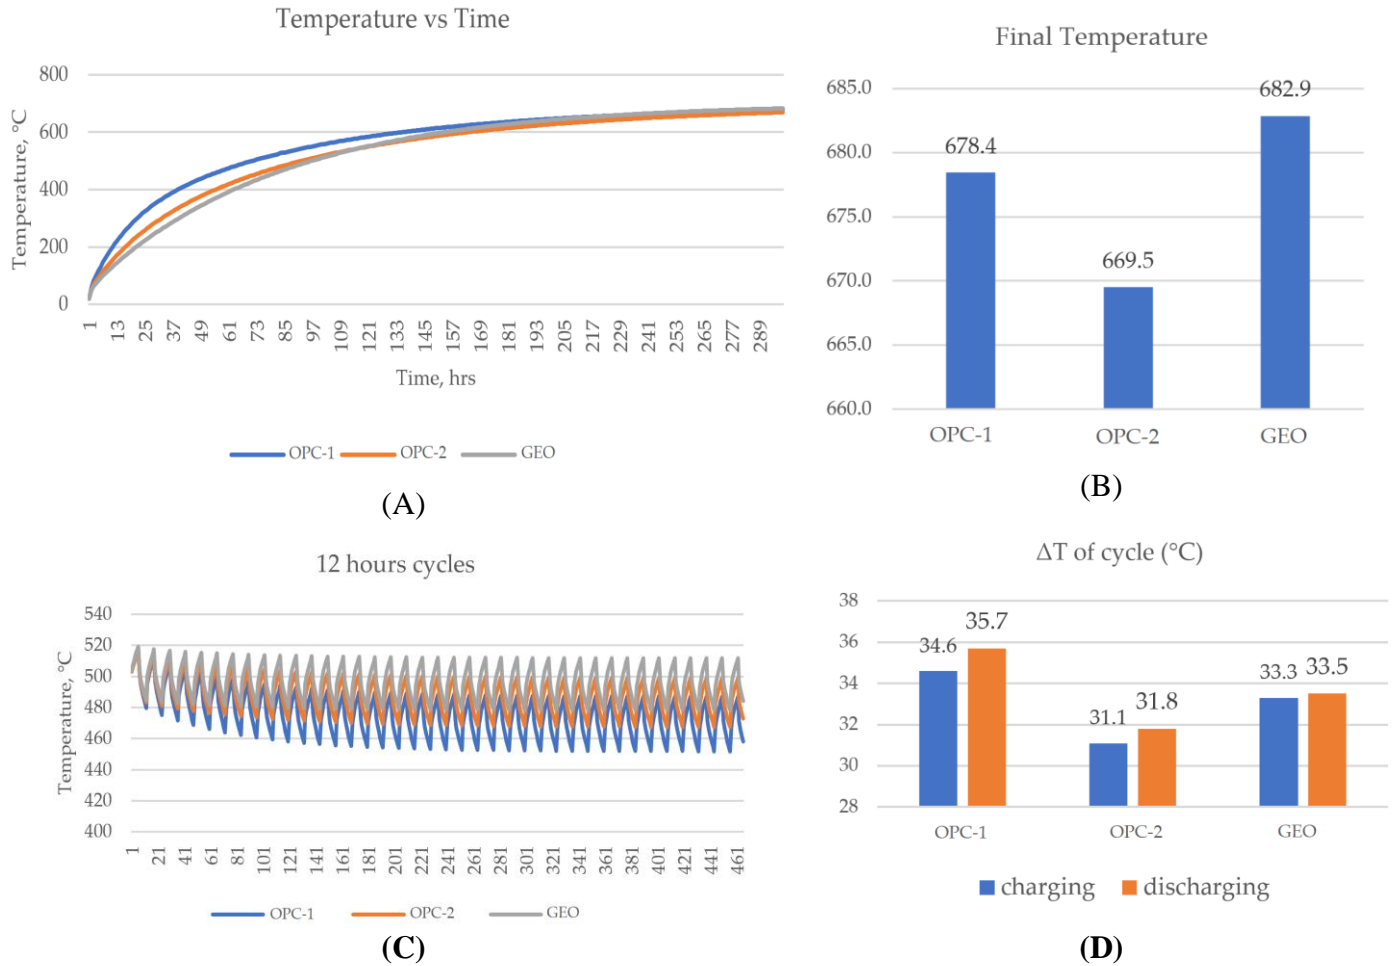 Temperature vs Time
800
600
400
200
0
Temperature, °C
1 13 25 37 49 61 73 85 97 109 121 133 145 157 169 181 193 205 217 229 241 253 265 277 289
Time, hrs
OPC-1 OPC-2 GEO
(A)
Final Temperature
685.0
680.0
675.0
670.0
665.0
660.0
678.4
669.5
682.9
OPC-1 OPC-2 GEO
(B)
12 hours cycles
540
520
500
480
460
440
420
400
Temperature, °C
1 21 41 61 81 101 121 141 161 181 201 221 241 261 281 301 321 341 361 381 401 421 441 461
OPC-1 OPC-2 GEO
(C)
ΔT of cycle (°C)
38
36
34
32
30
28
34.6 35.7
31.1 31.8
33.3 33.5
OPC-1 OPC-2 GEO
charging discharging
(D)